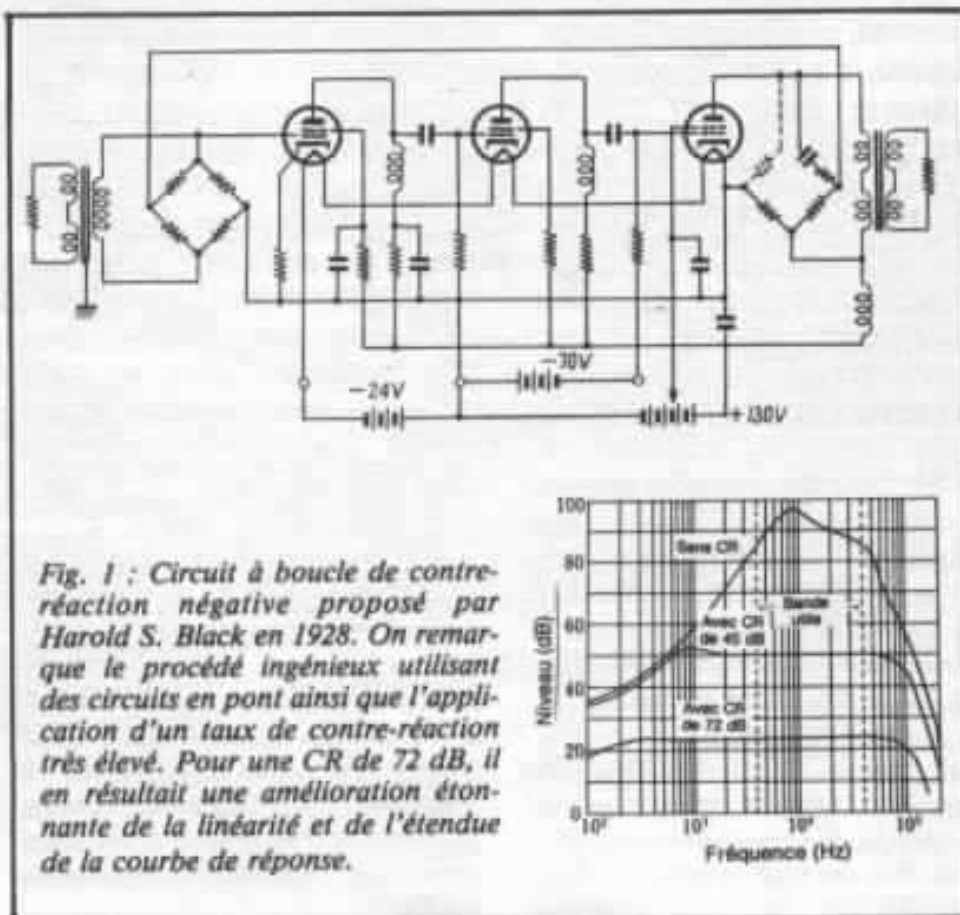 −24V
−30V
+130V
Fig. 1 : Circuit à boucle de contre-
réaction négative proposé par
Harold S. Black en 1928. On remar-
que le procédé ingénieux utilisant
des circuits en pont ainsi que l'appli-
cation d'un taux de contre-réaction
très élevé. Pour une CR de 72 dB, il
en résultait une amélioration éton-
nante de la linéarité et de l'étendue
de la courbe de réponse.
Niveau (dB)
100
80
60
40
20
0
Sans CR
Avec CR
de 45 dB
Bande
utile
Avec CR
de 72 dB
Fréquence (Hz)